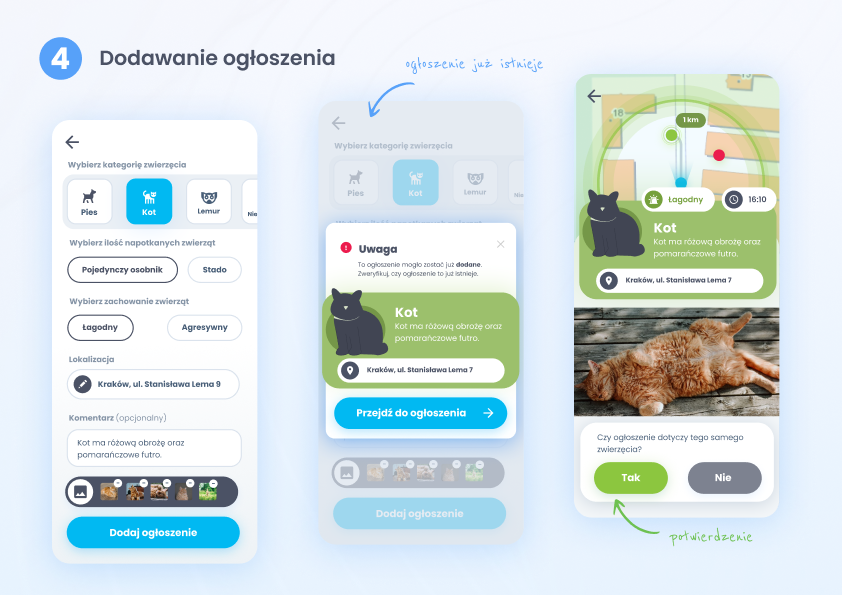 4 Dodawanie ogłoszenia
ogłoszenie już istnieje
Wybierz kategorię zwierzęcia
Pies
Kot
Lemur
Nie
Wybierz ilość napotkanych zwierząt
Pojedynczy osobnik
Stado
Wybierz zachowanie zwierząt
Łagodny
Agresywny
Lokalizacja
Kraków, ul. Stanisława Lema 9
Komentarz (opcjonalny)
Kot ma różową obrożę oraz
pomarańczowe futro.
Dodaj ogłoszenie
Wybierz kategorię zwierzęcia
Pies
Kot
Lemur
Uwaga
To ogłoszenie mogło zostać już dodane.
Zweryfikuj, czy ogłoszenie to już istnieje.
Kot
Kot ma różową obrożę oraz
pomarańczowe futro.
Kraków, ul. Stanisława Lema 7
Przejdź do ogłoszenia
Dodaj ogłoszenie
18
1 km
Łagodny
16:10
Kot
Kot ma różową obrożę oraz
pomarańczowe futro.
Kraków, ul. Stanisława Lema 7
Czy ogłoszenie dotyczy tego samego
zwierzęcia?
Tak
Nie
potwierdzenie